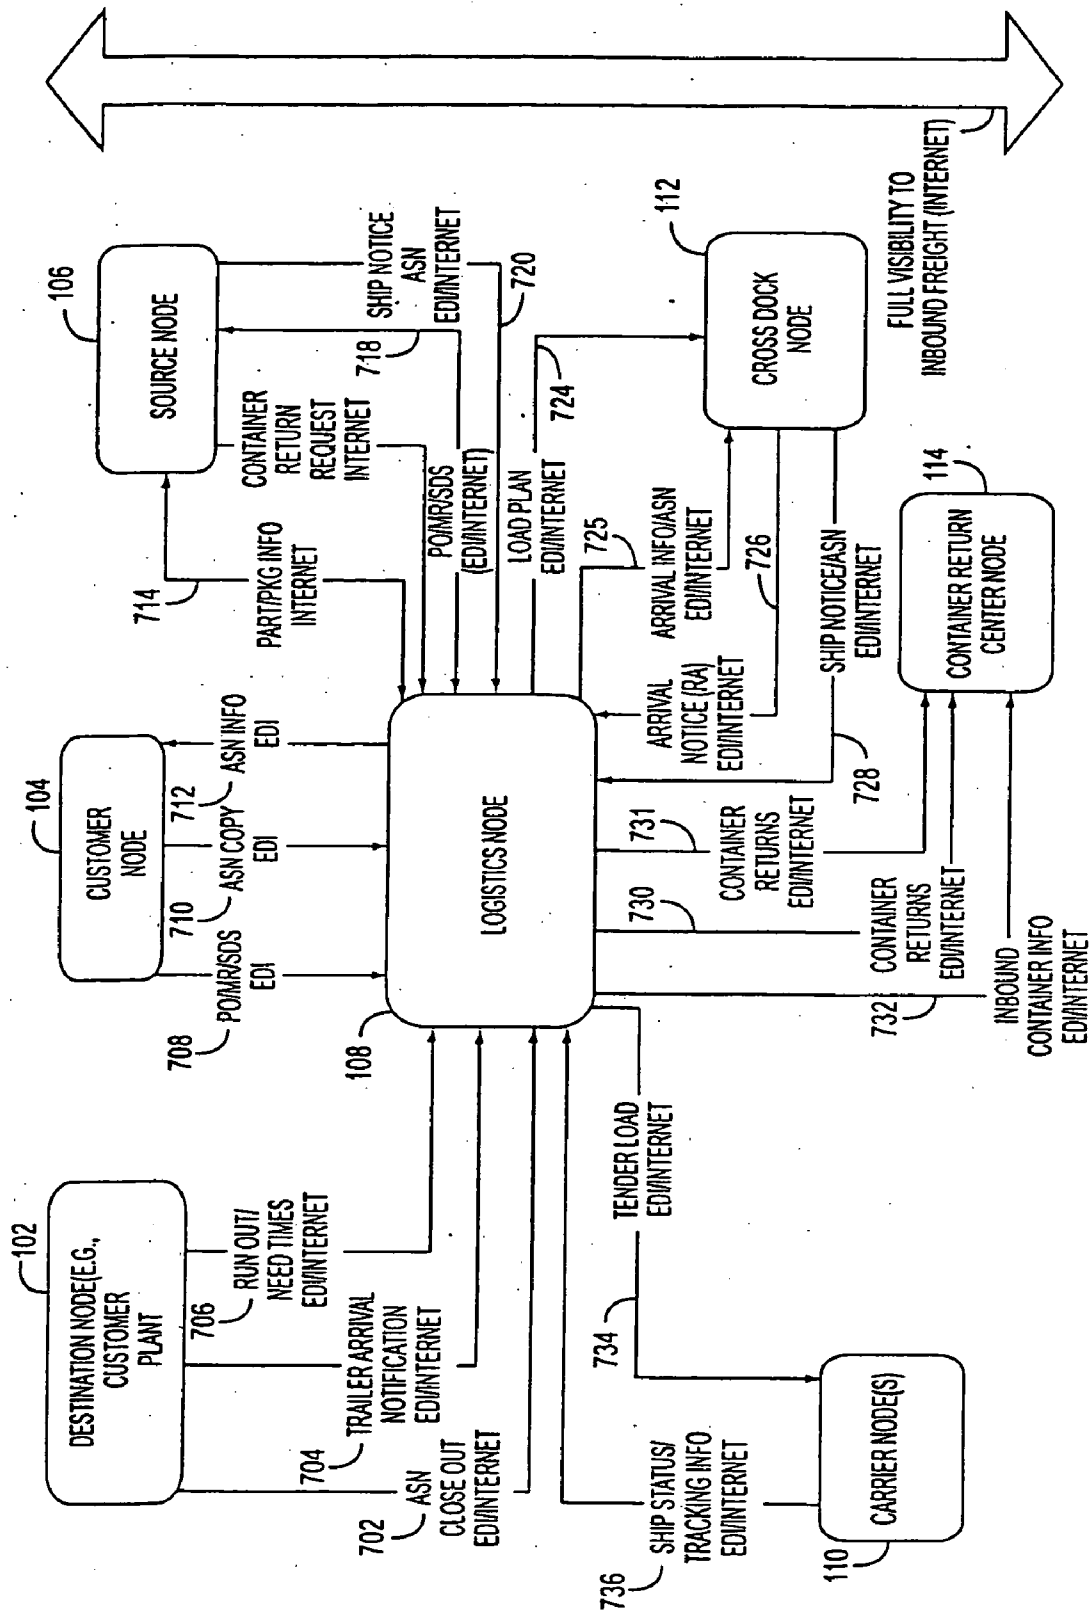 102
DESTINATION NODE(E.G.,
CUSTOMER
PLANT
706
RUN OUT/
NEED TIMES
EDI/INTERNET
704
TRAILER ARRIVAL
NOTIFICATION
EDI/INTERNET
702
ASN
CLOSE OUT
EDI/INTERNET
104
CUSTOMER
NODE
708
PO/MR/SDS
EDI
710
ASN COPY
EDI
712
ASN INFO
EDI
106
SOURCE NODE
714
PART/PKG INFO
INTERNET
CONTAINER
RETURN
REQUEST
INTERNET
718
PO/MR/SDS
(EDI/INTERNET)
SHIP NOTICE
ASN
EDI/INTERNET
720
108
LOGISTICS NODE
LOAD PLAN
EDI/INTERNET
724
725
ARRIVAL INFO/ASN
EDI/INTERNET
ARRIVAL
NOTICE (RA)
EDI/INTERNET
726
SHIP NOTICE/ASN
EDI/INTERNET
728
112
CROSS DOCK
NODE
731
CONTAINER
RETURNS
EDI/INTERNET
730
CONTAINER
RETURNS
EDI/INTERNET
732
INBOUND
CONTAINER INFO
EDI/INTERNET
114
CONTAINER RETURN
CENTER NODE
TENDER LOAD
EDI/INTERNET
734
736
SHIP STATUS/
TRACKING INFO
EDI/INTERNET
110
CARRIER NODE(S)
FULL VISIBILITY TO
INBOUND FREIGHT (INTERNET)